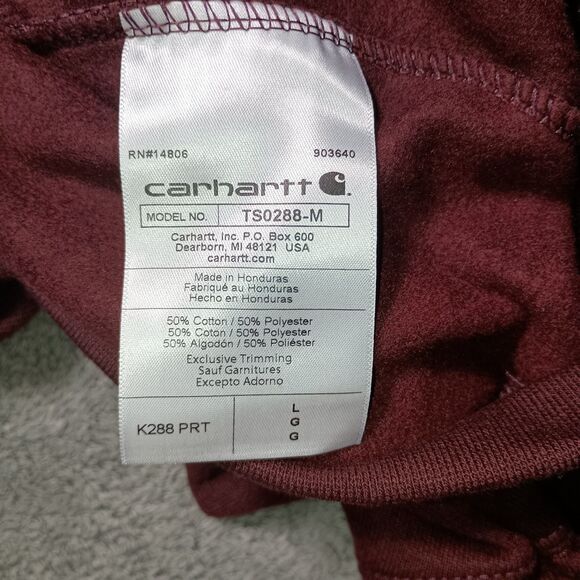 RN#14806 903640
carhartt
MODEL NO. TS0288-M
Carhartt, Inc. P.O. Box 600
Dearborn, MI 48121 USA
carhartt.com
Made in Honduras
Fabriqué au Honduras
Hecho en Honduras
50% Cotton / 50% Polyester
50% Coton / 50% Polyester
50% Algodón / 50% Poliéster
Exclusive Trimming
Sauf Garnitures
Excepto Adorno
K288 PRT
L
G
G